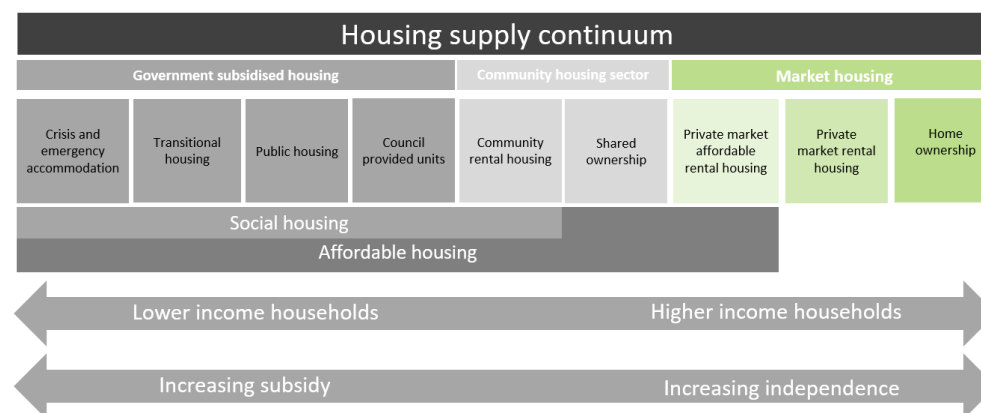 Housing supply continuum
Government subsidised housing
Community housing sector
Market housing
Crisis and
emergency
accommodation
Transitional
housing
Public housing
Council
provided units
Community
rental housing
Shared
ownership
Private market
affordable
rental housing
Private
market rental
housing
Home
ownership
Social housing
Affordable housing
Lower income households
Higher income households
Increasing subsidy
Increasing independence